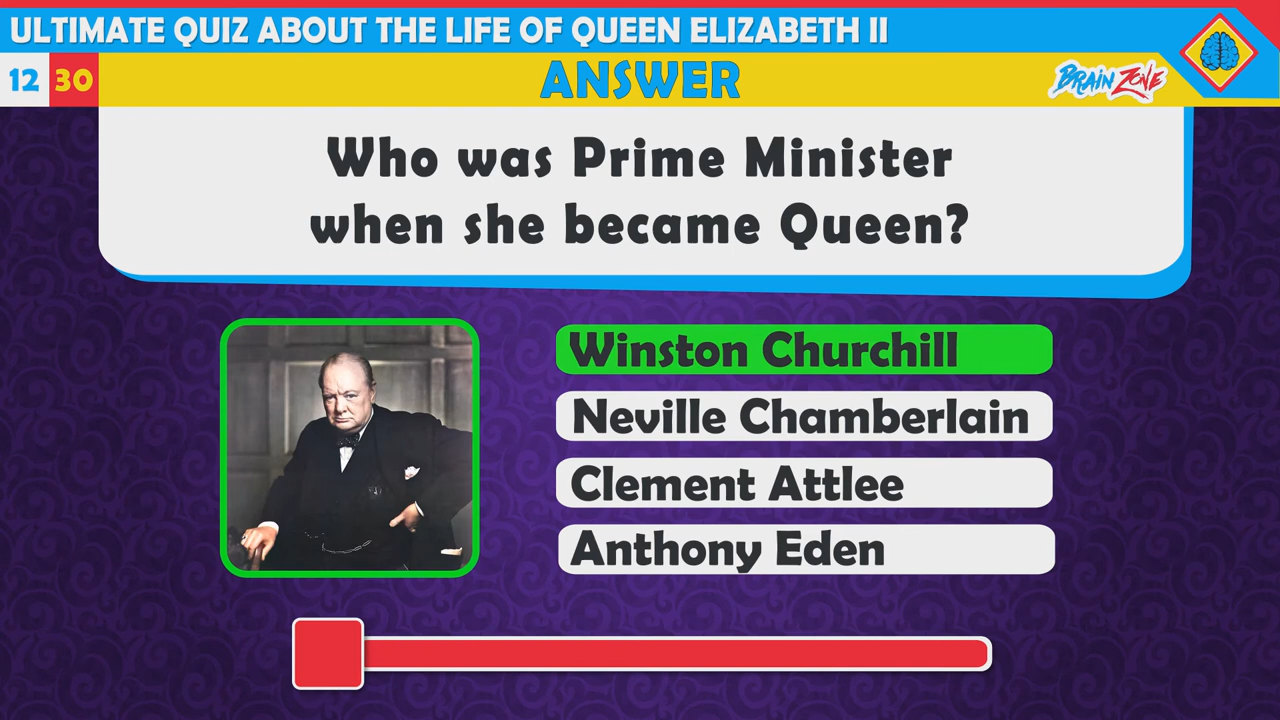 ULTIMATE QUIZ ABOUT THE LIFE OF QUEEN ELIZABETH II
12 30
ANSWER
BRAIN ZONE
Who was Prime Minister
when she became Queen?
Winston Churchill
Neville Chamberlain
Clement Attlee
Anthony Eden